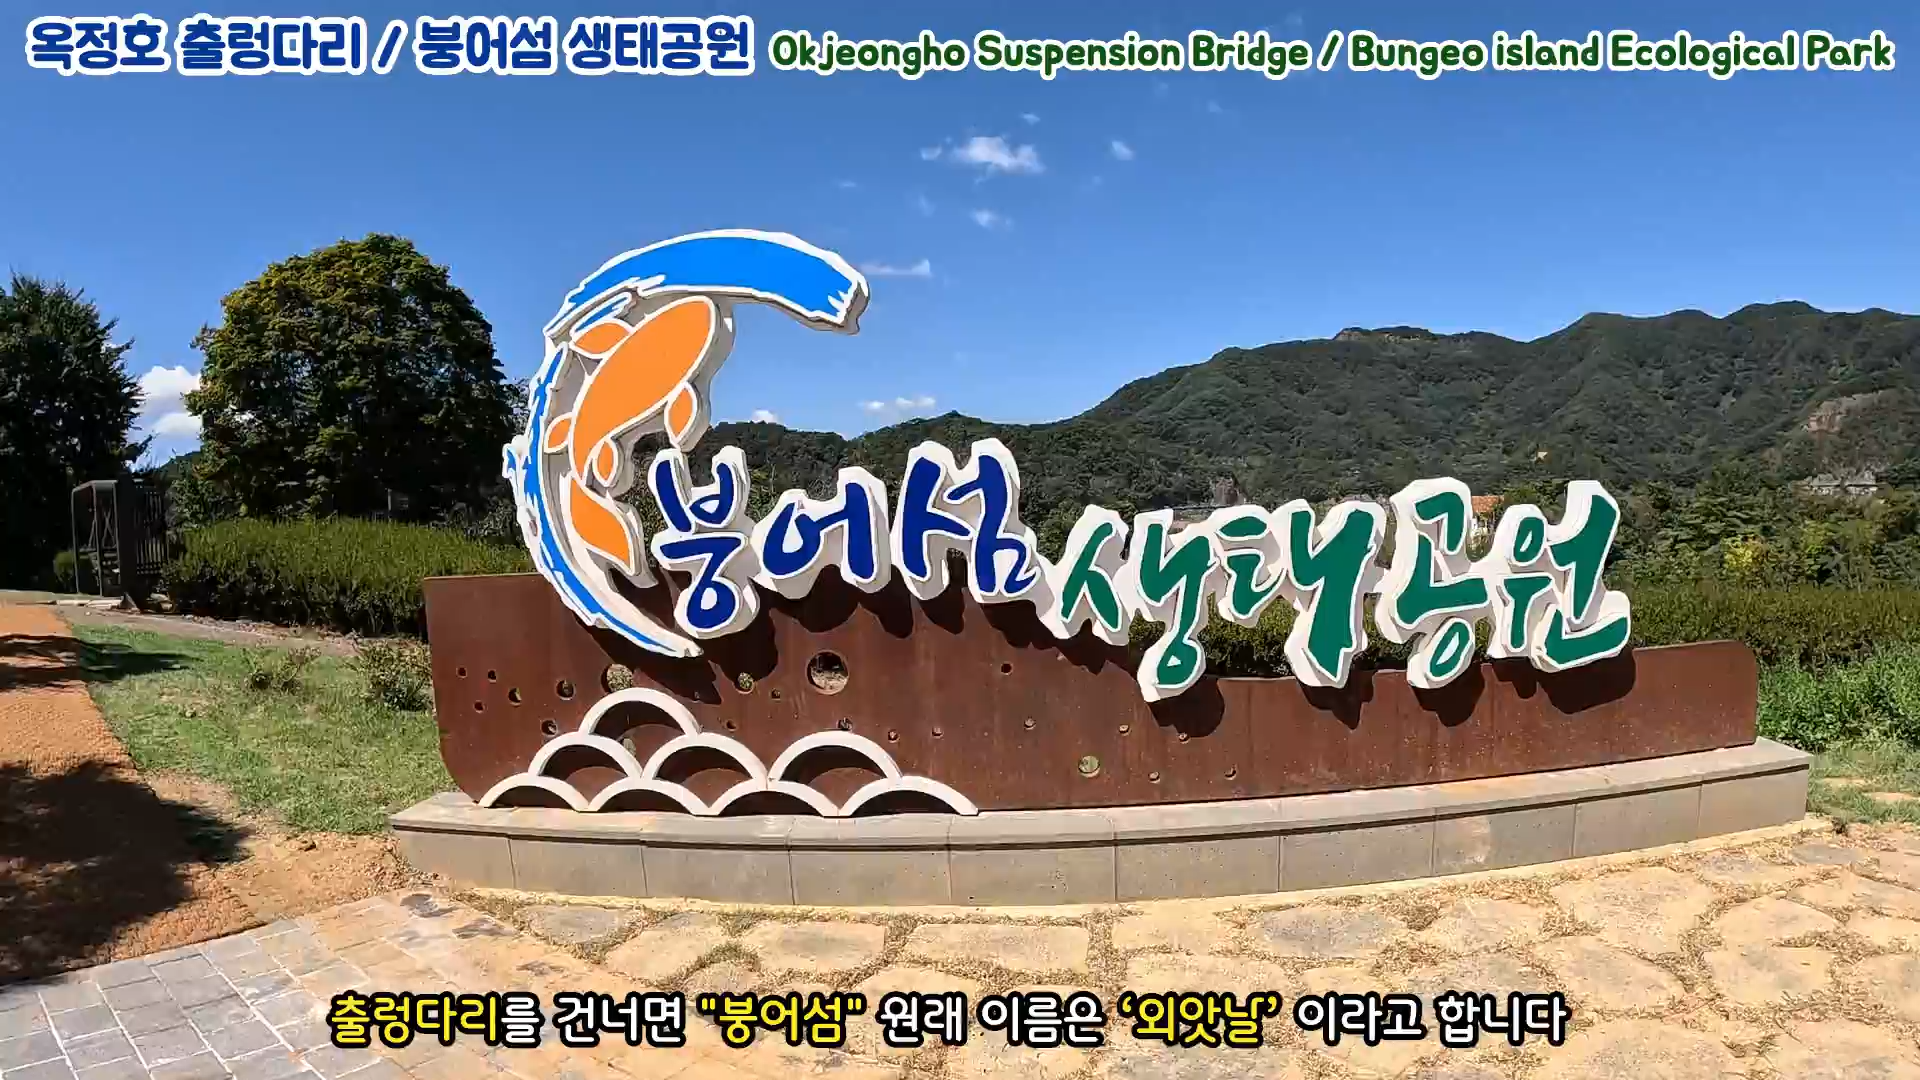 옥정호 출렁다리 / 붕어섬 생태공원 Okjeongho Suspension Bridge / Bungeo island Ecological Park
붕어섬 생태공원
출렁다리를 건너면 "붕어섬" 원래 이름은 ‘외앗날’ 이라고 합니다